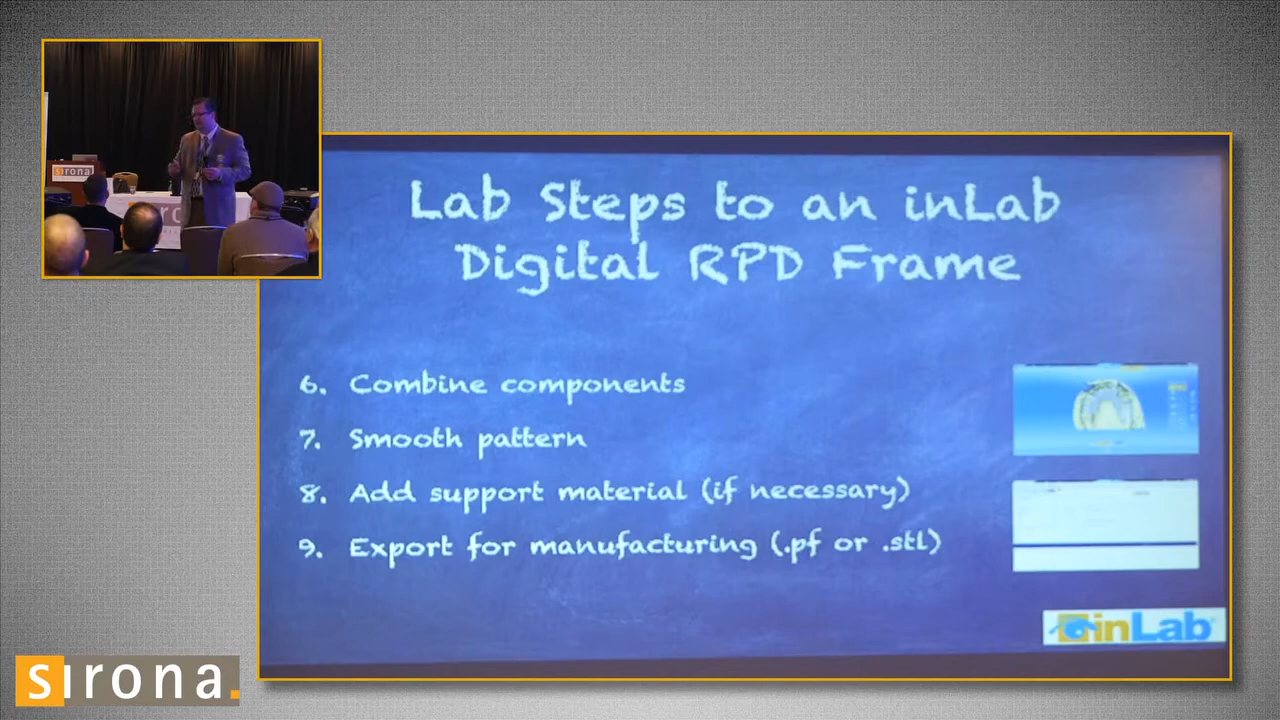 sirona
Lab Steps to an inLab
Digital RPD Frame
6. Combine components
7. Smooth pattern
8. Add support material (if necessary)
9. Export for manufacturing (.pf or .stl)
inLab
sirona.